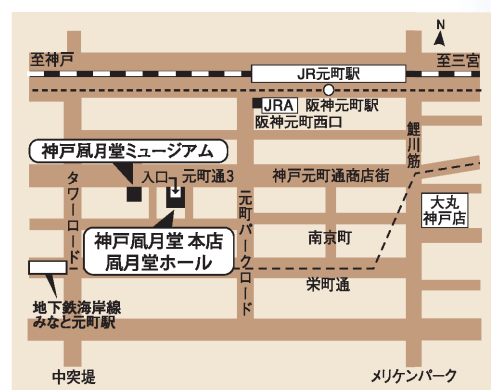 N
至神戸
至三宮
JR元町駅
JRA
阪神元町駅
阪神元町西口
鯉川筋
神戸凮月堂ミュージアム
入口
元町通3
神戸元町通商店街
タワーロード
元町パークロード
大丸
神戸店
神戸凮月堂 本店
凮月堂ホール
南京町
栄町通
地下鉄海岸線
みなと元町駅
中突堤
メリケンパーク